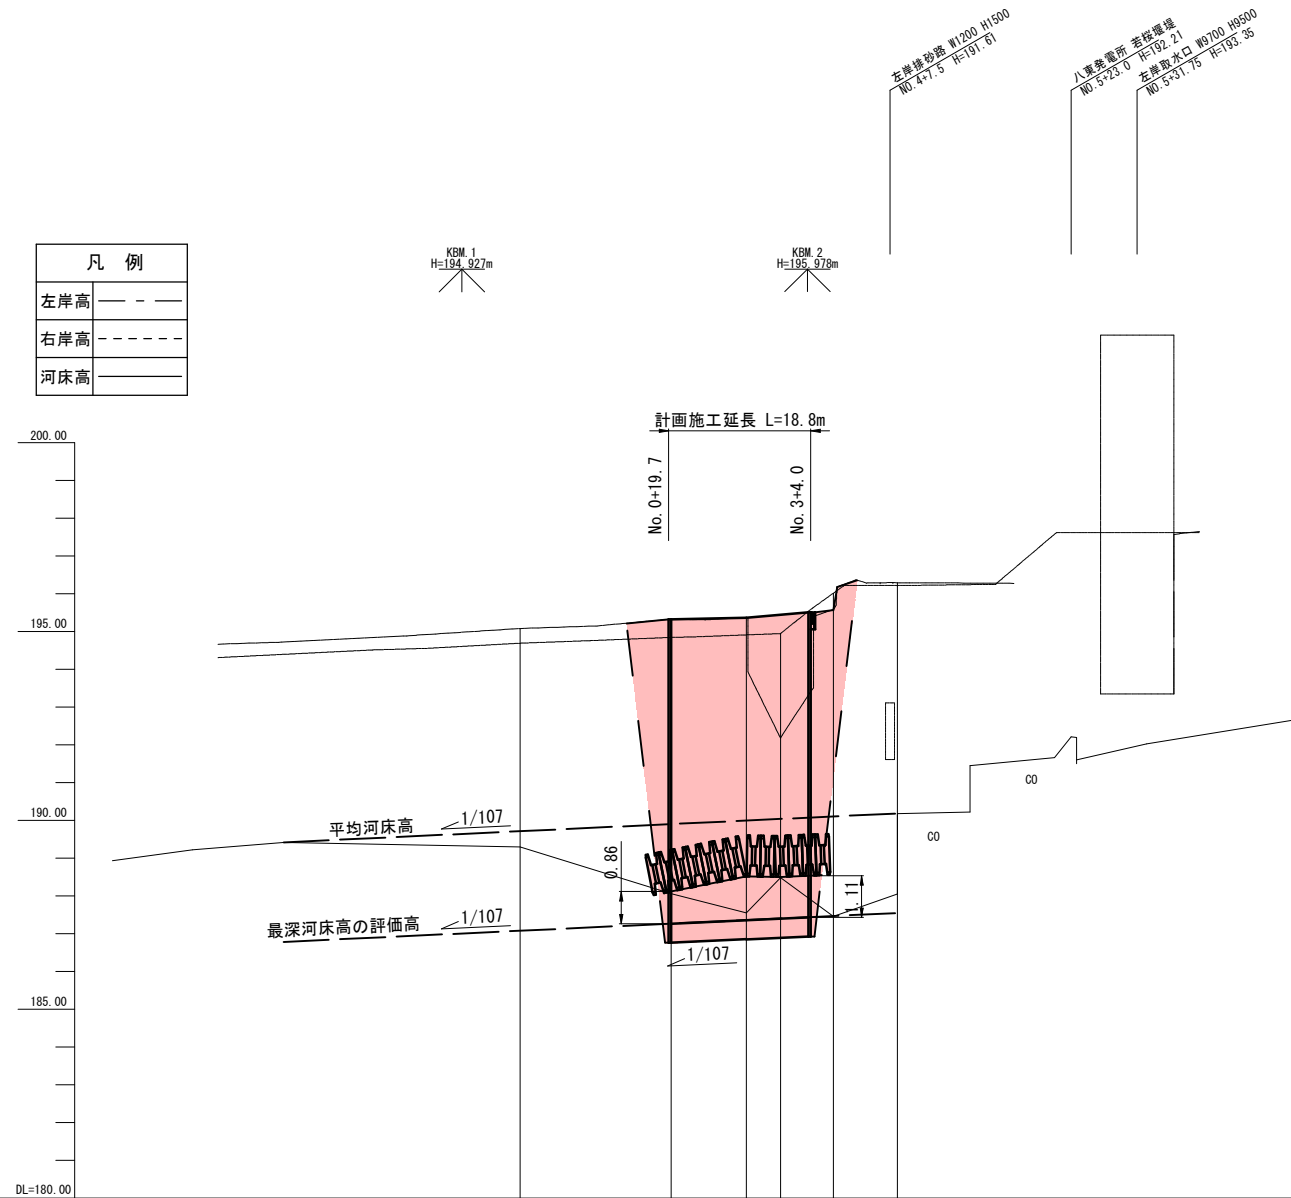 左岸排砂路 W1200 H1500
NO.4+7.5 H=191.61
八東発電所 若桜堰堤
NO.5+23.0 H=192.21
左岸取水口 W9700 H9500
NO.5+31.75 H=193.35
凡 例
左岸高
右岸高
河床高
KBM.1
H=194.927m
KBM.2
H=195.978m
計画施工延長 L=18.8m
No.0+19.7
No.3+4.0
200.00
195.00
190.00
185.00
DL=180.00
平均河床高
1/107
0.86
1.11
最深河床高の評価高
1/107
1/107
CO
CO